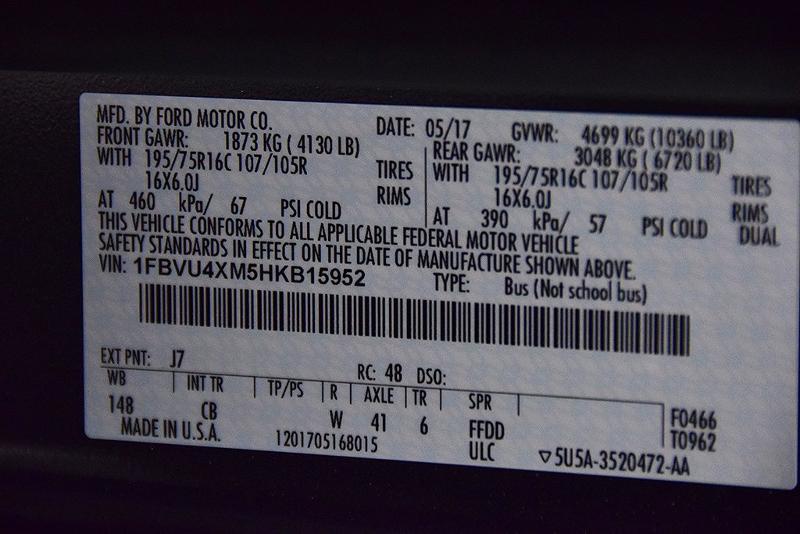 MFD. BY FORD MOTOR CO.
DATE: 05/17 GVWR: 4699 KG (10360 LB)
FRONT GAWR: 1873 KG ( 4130 LB)
WITH 195/75R16C 107/105R TIRES
16X6.0J RIMS
AT 460 kPa/ 67 PSI COLD
REAR GAWR: 3048 KG ( 6720 LB)
WITH 195/75R16C 107/105R TIRES
16X6.0J RIMS
AT 390 kPa/ 57 PSI COLD DUAL
THIS VEHICLE CONFORMS TO ALL APPLICABLE FEDERAL MOTOR VEHICLE
SAFETY STANDARDS IN EFFECT ON THE DATE OF MANUFACTURE SHOWN ABOVE.
VIN: 1FBVU4XM5HKB15952 TYPE: Bus (Not school bus)
EXT PNT: J7 RC: 48 DSO:
WB INT TR TP/PS R AXLE TR SPR
148 CB W 41 6 FFDD F0466
MADE IN U.S.A. 1201705168015 ULC T0962
▽5U5A-3520472-AA